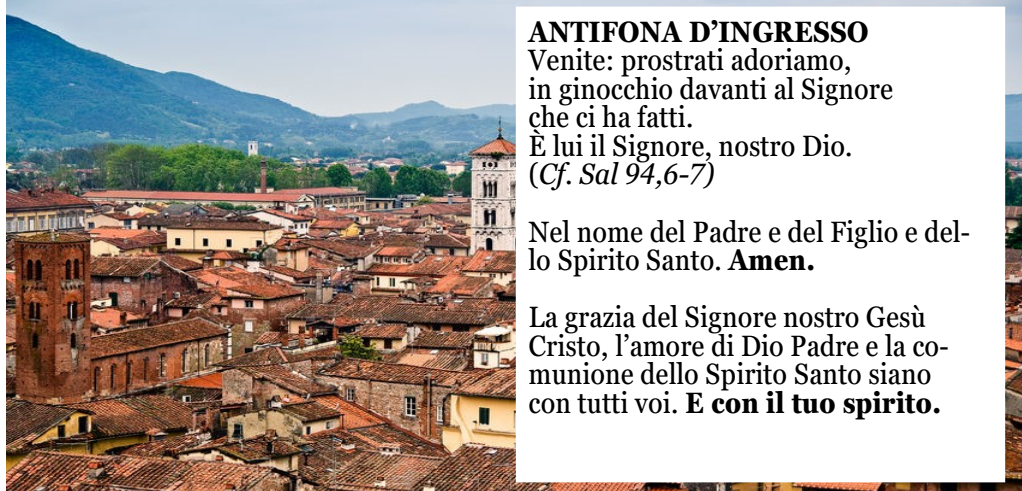 ANTIFONA D’INGRESSO
Venite: prostrati adoriamo,
in ginocchio davanti al Signore
che ci ha fatti.
È lui il Signore, nostro Dio.
(Cf. Sal 94,6-7)
Nel nome del Padre e del Figlio e del-
lo Spirito Santo. Amen.
La grazia del Signore nostro Gesù
Cristo, l’amore di Dio Padre e la co-
munione dello Spirito Santo siano
con tutti voi. E con il tuo spirito.